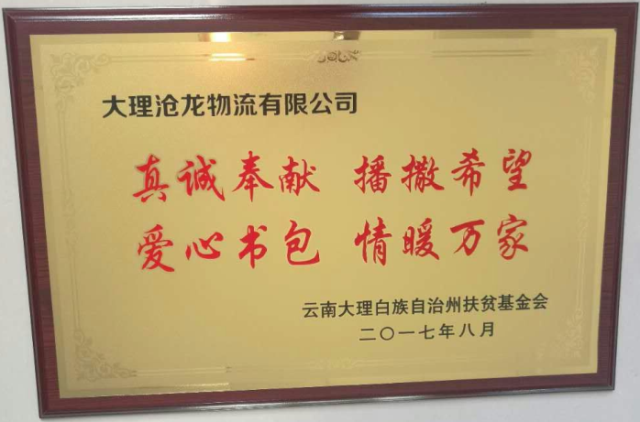 大理沧龙物流有限公司
真诚奉献 播撒希望
爱心书包 情暖万家
云南大理白族自治州扶贫基金会
二〇一七年八月